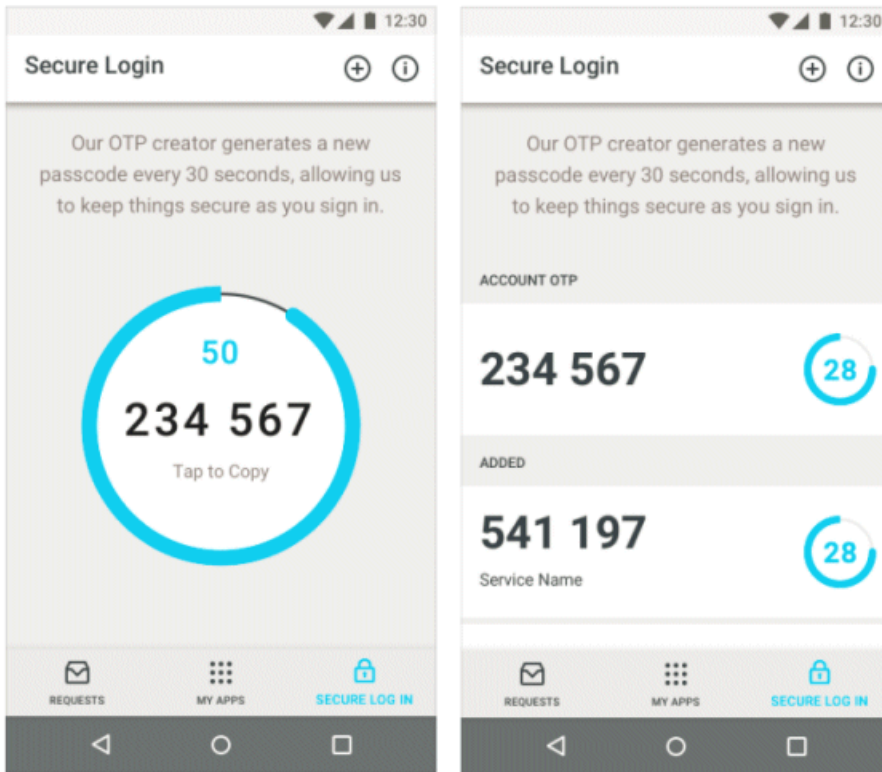 12:30
Secure Login
Our OTP creator generates a new
passcode every 30 seconds, allowing us
to keep things secure as you sign in.
50
234 567
Tap to Copy
REQUESTS
MY APPS
SECURE LOG IN
12:30
Secure Login
Our OTP creator generates a new
passcode every 30 seconds, allowing us
to keep things secure as you sign in.
ACCOUNT OTP
234 567
28
ADDED
541 197
28
Service Name
REQUESTS
MY APPS
SECURE LOG IN